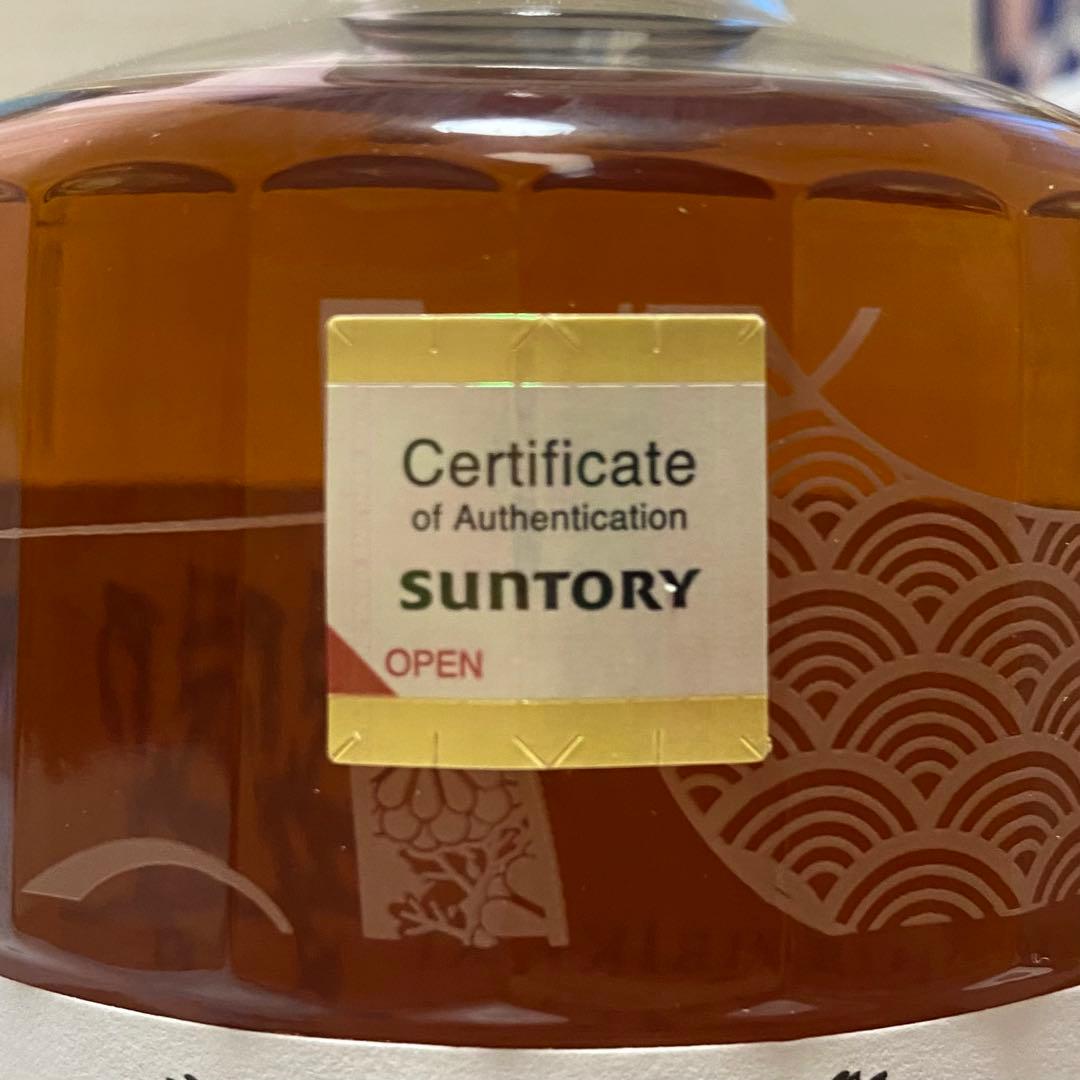 Certificate
of Authentication
SUNTORY
OPEN